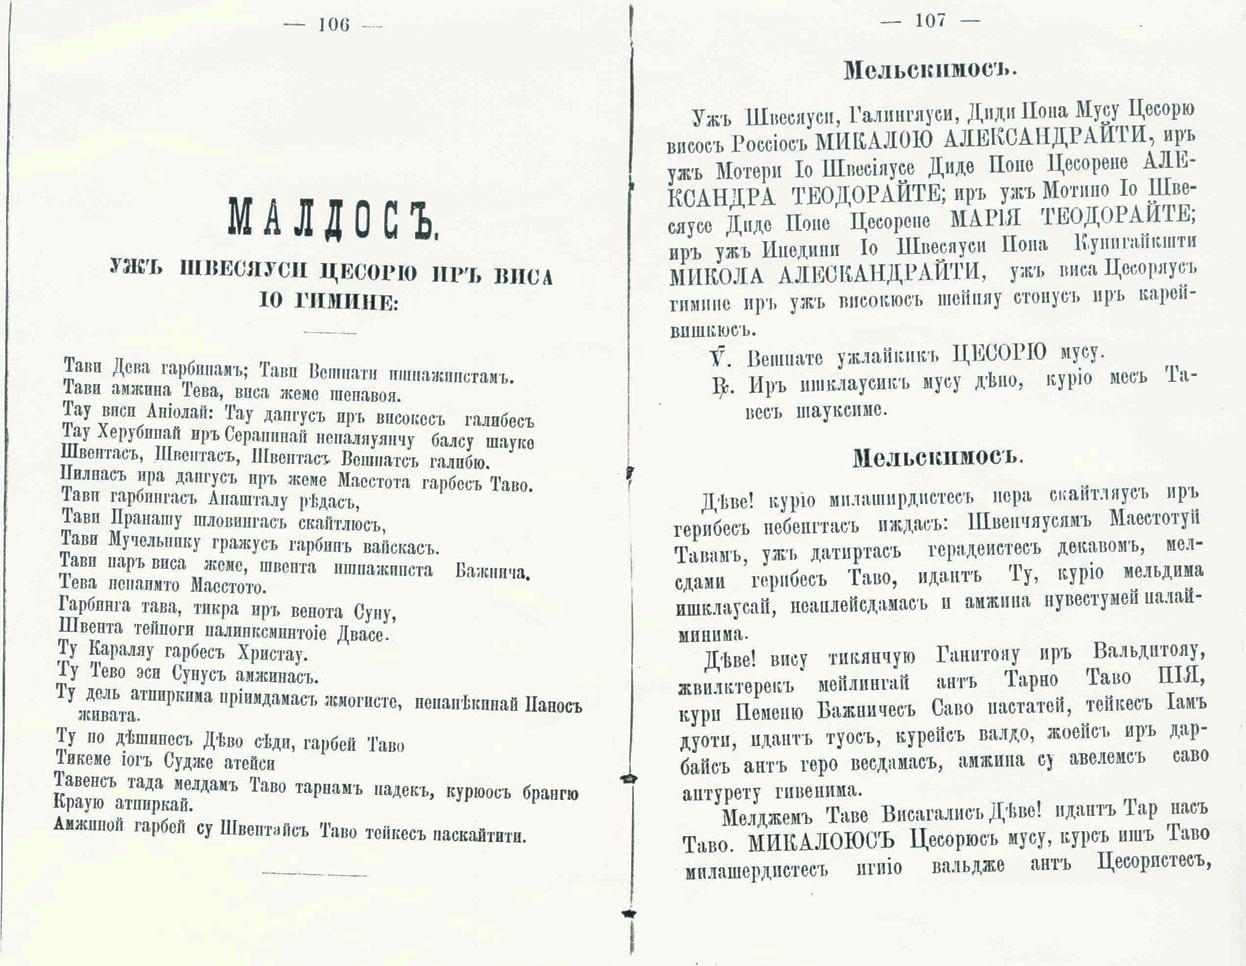 — 106 —
МАЛДОСЪ.
УЖЪ ШВЕСЯУСИ ЦЕСОРЮ ИРЪ ВИСА
ІО ГИМИНЕ:
Тави Дева гарбинамъ; Тави Вешпати ишпажинстамъ.
Тави амжина Тева, виса жеме шенавоя.
Тау виси Аніолай: Тау дангусъ иръ високесъ галибесъ
Тау Херубинай иръ Серапинай непаляуянчу балсу шауке
Швентасъ, Швентасъ, Швентасъ Вешпатсъ галибю.
Пилнасъ ира дангусъ иръ жеме Маестота гарбесъ Таво.
Тави гарбингасъ Апашталу рѣдасъ,
Тави Пранашу шловингасъ скайтлюсъ,
Тави Мучельнику гражусъ гарбинъ вайскасъ.
Тави паръ виса жеме, швента ишпажинста Бажнича.
Тева непаимто Маестото.
Гарбинга тава, тикра иръ венота Суну,
Швента тейпоги палинксминтоіе Двасе.
Ту Караляу гарбесъ Христау.
Ту Тево эси Сунусъ амжинасъ.
Ту дель атпиркима пріимдамасъ жмогисте, непанѣкинай Паносъ
живата.
Ту по дѣшинесъ Дѣво сѣди, гарбей Таво
Тикеме іогъ Судже атейси
Тавенсъ тада мелдамъ Таво тарнамъ падекъ, курюосъ брангю
Краую атпиркай.
Амжиной гарбей су Швентайсъ Таво тейкесъ паскайтити.
— 107 —
Мельскимосъ.
Ужъ Швесяуси, Галингяуси, Диди Пона Мусу Цесорю
висосъ Россіосъ МИКАЛОЮ АЛЕКСАНДРАЙТИ, иръ
ужъ Мотери Іо Швесіяусе Диде Поне Цесорене АЛЕ-
КСАНДРА ТЕОДОРАЙТЕ; иръ ужъ Мотино Іо Шве-
сяусе Диде Поне Цесорене МАРІЯ ТЕОДОРАЙТЕ;
иръ ужъ Инедини Іо Швесяуси Пона Кунигайкшти
МИКОЛА АЛЕСКАНДРАЙТИ, ужъ виса Цесоряусъ
гимине иръ ужъ високюсъ шейпяу стонусъ иръ карей-
вишкюсъ.
V̄. Вешпате ужлайкикъ ЦЕСОРЮ мусу.
℟. Иръ ишклаусикъ мусу дѣно, куріо месъ Та-
весъ шауксиме.
Мельскимосъ.
Дѣве! куріо милаширдистесъ нера скайтляусъ иръ
герибесъ небенгтасъ иждасъ: Швенчяусямъ Маестотуй
Тавамъ, ужъ датиртасъ герадеистесъ декавомъ, мел-
сдами герибесъ Таво, идантъ Ту, куріо мельдима
ишклаусай, неаплейсдамасъ и амжина нувестумей палай-
минима.
Дѣве! вису тикянчую Ганитояу иръ Вальдитояу,
жвилктерекъ мейлингай антъ Тарно Таво ПІЯ,
кури Пеменю Бажничесъ Саво пастатей, тейкесъ Іамъ
дуоти, идантъ туосъ, курейсъ валдо, жоейсъ иръ дар-
байсъ антъ геро весдамасъ, амжина су авелемсъ саво
аптурету гивенима.
Мелджемъ Таве Висагалисъ Дѣве! идантъ Тар насъ
Таво. МИКАЛОЮСЪ Цесорюсъ мусу, курсъ ишъ Таво
милашердистесъ игиіо вальдже антъ Цесористесъ,